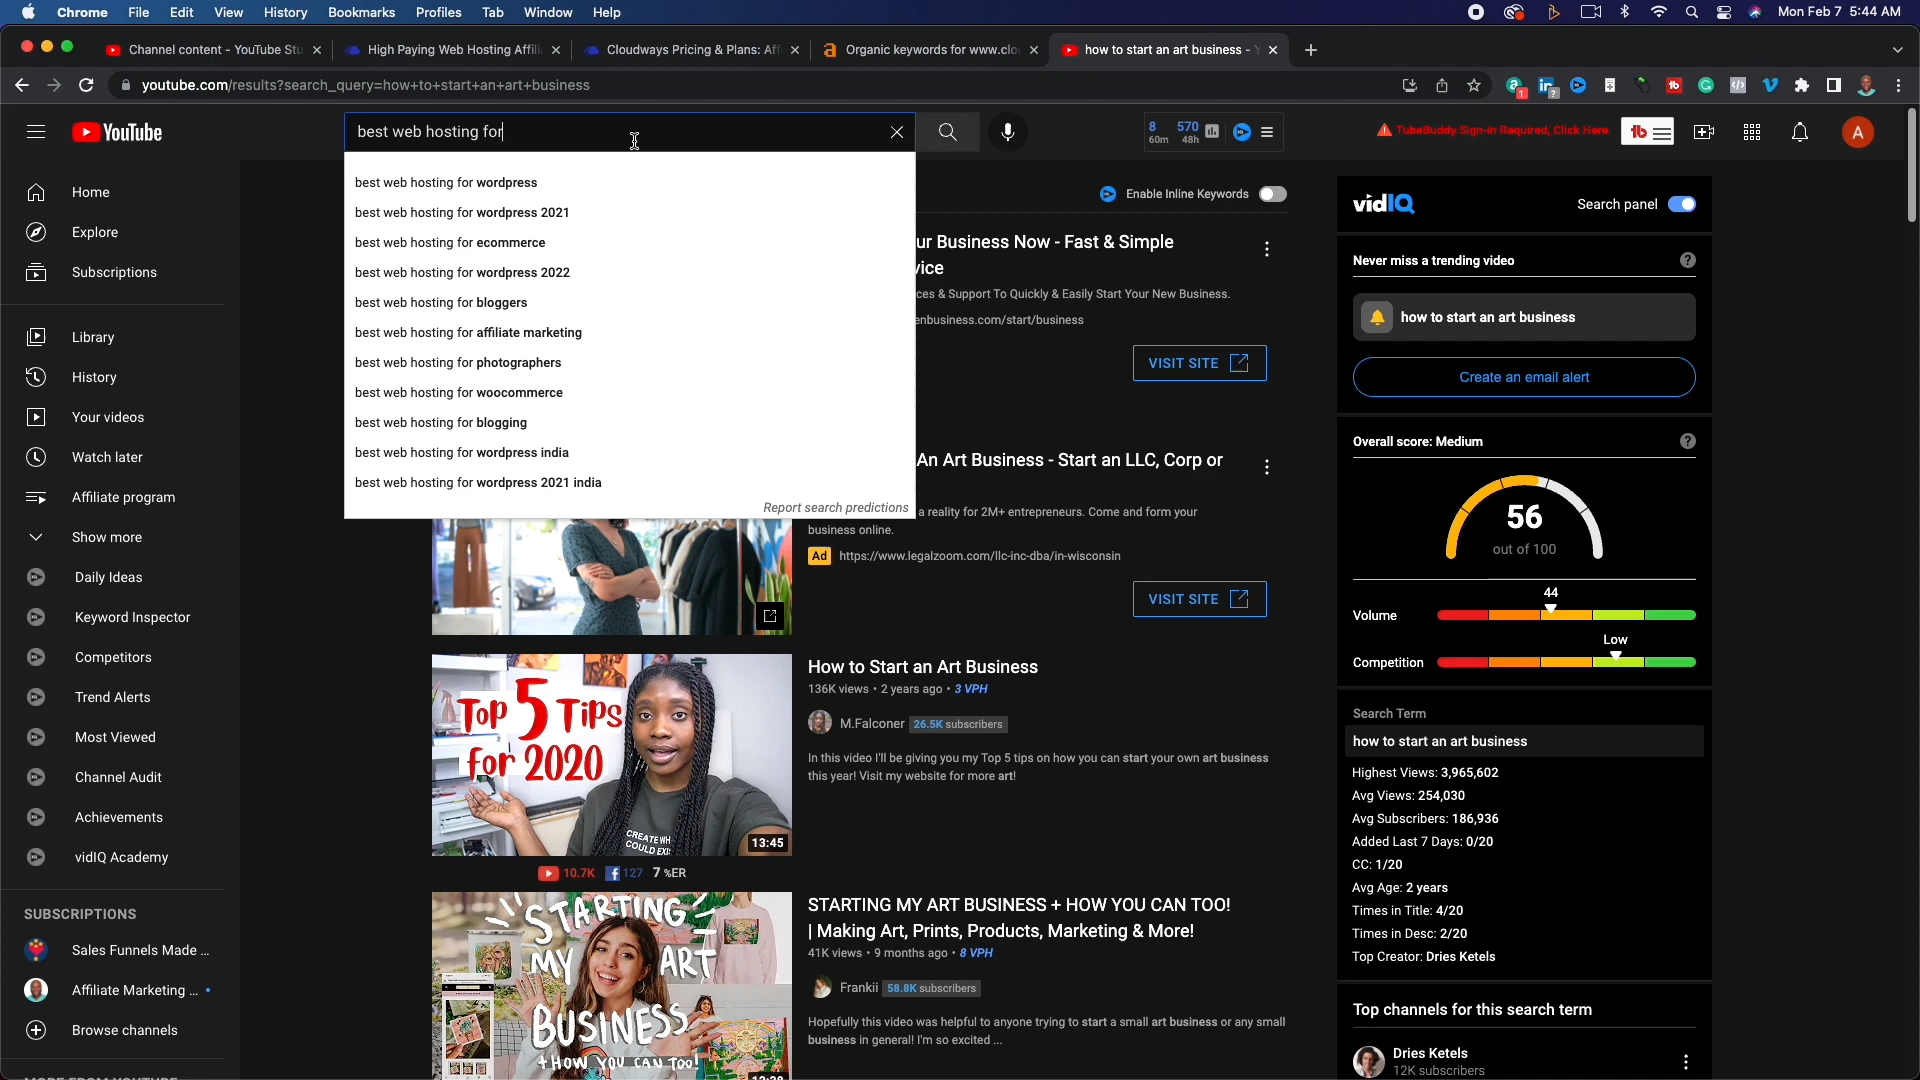 Chrome File Edit View History Bookmarks Profiles Tab Window Help Mon Feb 7 5:44 AM
Channel content - YouTube Stu High Paying Web Hosting Affili Cloudways Pricing & Plans: Aff Organic keywords for www.clo how to start an art business - Y
youtube.com/results?search_query=how+to+start+an+art+business
YouTube
best web hosting for
8 60m 570 48h
TubeBuddy Sign-in Required, Click Here
A
best web hosting for wordpress
best web hosting for wordpress 2021
best web hosting for ecommerce
best web hosting for wordpress 2022
best web hosting for bloggers
best web hosting for affiliate marketing
best web hosting for photographers
best web hosting for woocommerce
best web hosting for blogging
best web hosting for wordpress india
best web hosting for wordpress 2021 india
Report search predictions
Home
Explore
Subscriptions
Library
History
Your videos
Watch later
Affiliate program
Show more
Daily Ideas
Keyword Inspector
Competitors
Trend Alerts
Most Viewed
Channel Audit
Achievements
vidIQ Academy
SUBSCRIPTIONS
Sales Funnels Made ...
Affiliate Marketing ...
Browse channels
Enable Inline Keywords
ur Business Now - Fast & Simple
vice
ces & Support To Quickly & Easily Start Your New Business.
enbusiness.com/start/business
VISIT SITE
An Art Business - Start an LLC, Corp or
a reality for 2M+ entrepreneurs. Come and form your
business online.
Ad https://www.legalzoom.com/llc-inc-dba/in-wisconsin
VISIT SITE
Top 5 Tips
for 2020
CREATE WH
COULD EXI
13:45
10.7K 127 7 %ER
How to Start an Art Business
136K views • 2 years ago • 3 VPH
M.Falconer 26.5K subscribers
In this video I'll be giving you my Top 5 tips on how you can start your own art business
this year! Visit my website for more art!
STARTING
MY ART
BUSINESS
+HOW YOU CAN TOO!
STARTING MY ART BUSINESS + HOW YOU CAN TOO!
| Making Art, Prints, Products, Marketing & More!
41K views • 9 months ago • 8 VPH
Frankii 58.8K subscribers
Hopefully this video was helpful to anyone trying to start a small art business or any small
business in general! I'm so excited ...
vidIQ
Search panel
Never miss a trending video
how to start an art business
Create an email alert
Overall score: Medium
56
out of 100
44
Volume
Low
Competition
Search Term
how to start an art business
Highest Views: 3,965,602
Avg Views: 254,030
Avg Subscribers: 186,936
Added Last 7 Days: 0/20
CC: 1/20
Avg Age: 2 years
Times in Title: 4/20
Times in Desc: 2/20
Top Creator: Dries Ketels
Top channels for this search term
Dries Ketels
12K subscribers